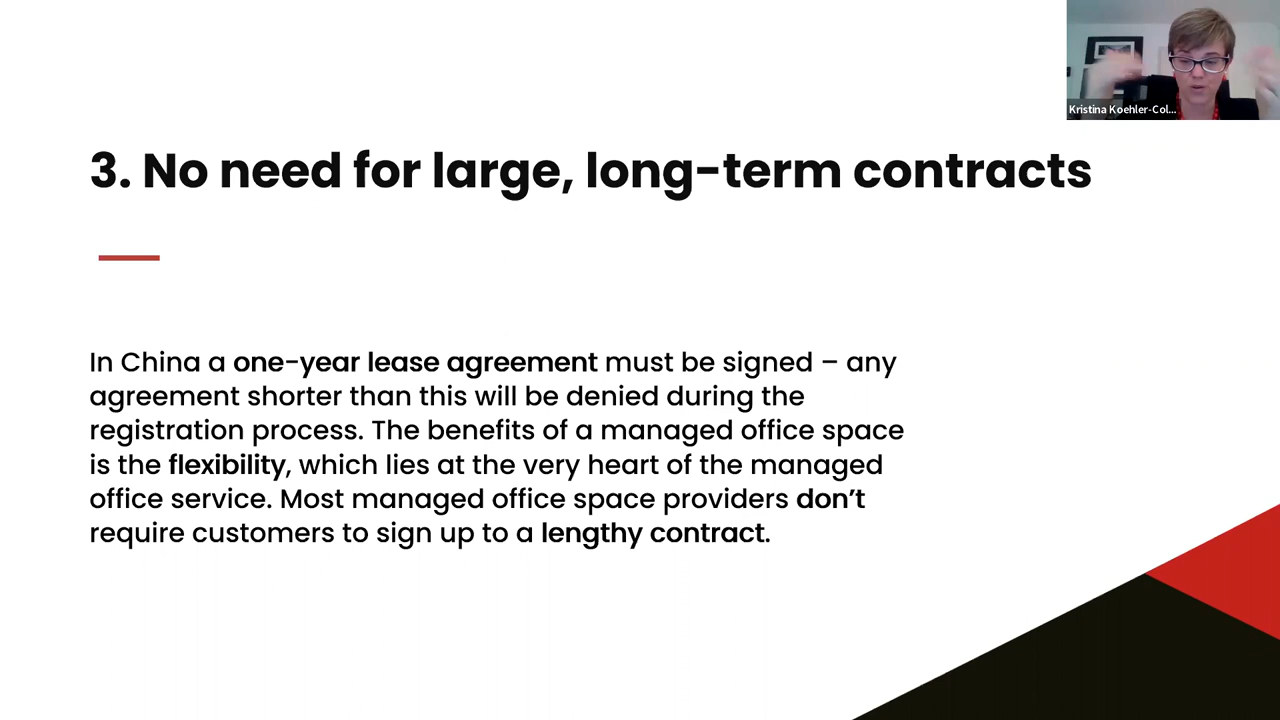 Kristina Koehler-Col...
3. No need for large, long-term contracts
In China a one-year lease agreement must be signed – any
agreement shorter than this will be denied during the
registration process. The benefits of a managed office space
is the flexibility, which lies at the very heart of the managed
office service. Most managed office space providers don’t
require customers to sign up to a lengthy contract.